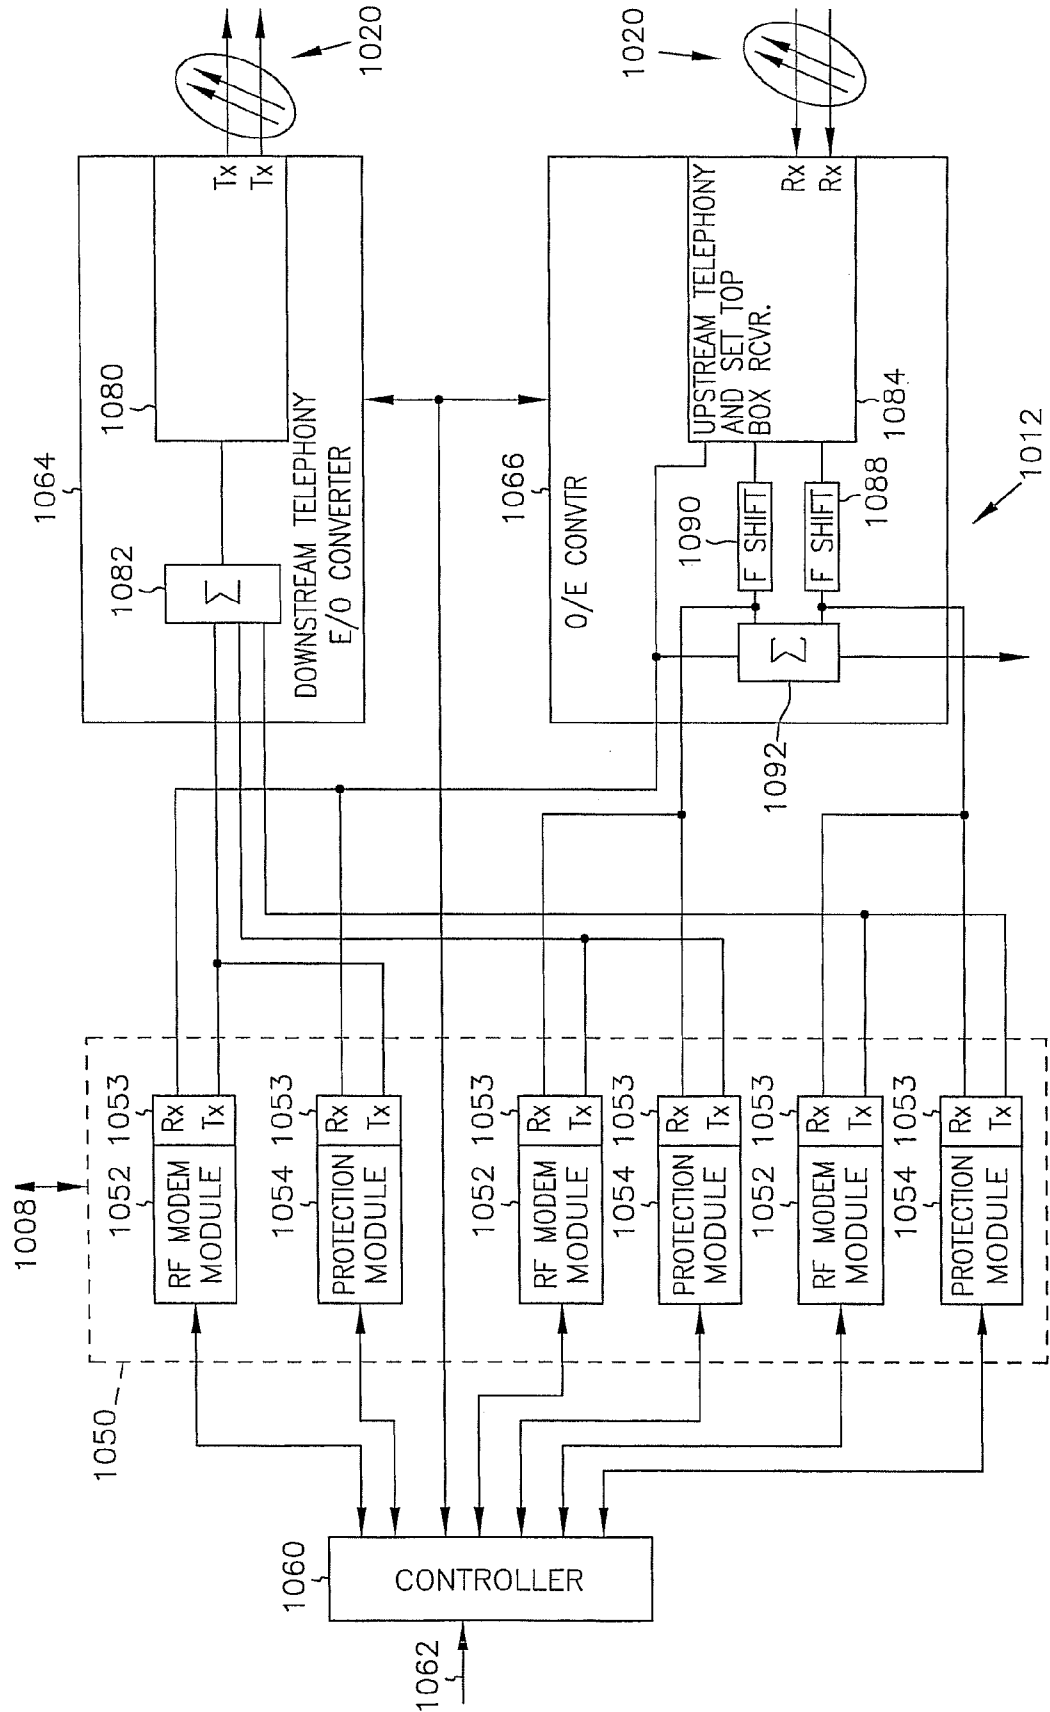 1020
1020
Tx
Tx
1080
1064
1082
DOWNSTREAM TELEPHONY
E/O CONVERTER
Rx
Rx
UPSTREAM TELEPHONY
AND SET TOP
BOX RCVR.
1084
1066
O/E CONVTR
1090
F SHIFT
F SHIFT
1088
1012
Σ
Σ
1092
1008
1050
1052
1053
RF MODEM
MODULE
Rx
Tx
1054
1053
PROTECTION
MODULE
Rx
Tx
1052
1053
RF MODEM
MODULE
Rx
Tx
1054
1053
PROTECTION
MODULE
Rx
Tx
1052
1053
RF MODEM
MODULE
Rx
Tx
1054
1053
PROTECTION
MODULE
Rx
Tx
1060
CONTROLLER
1062